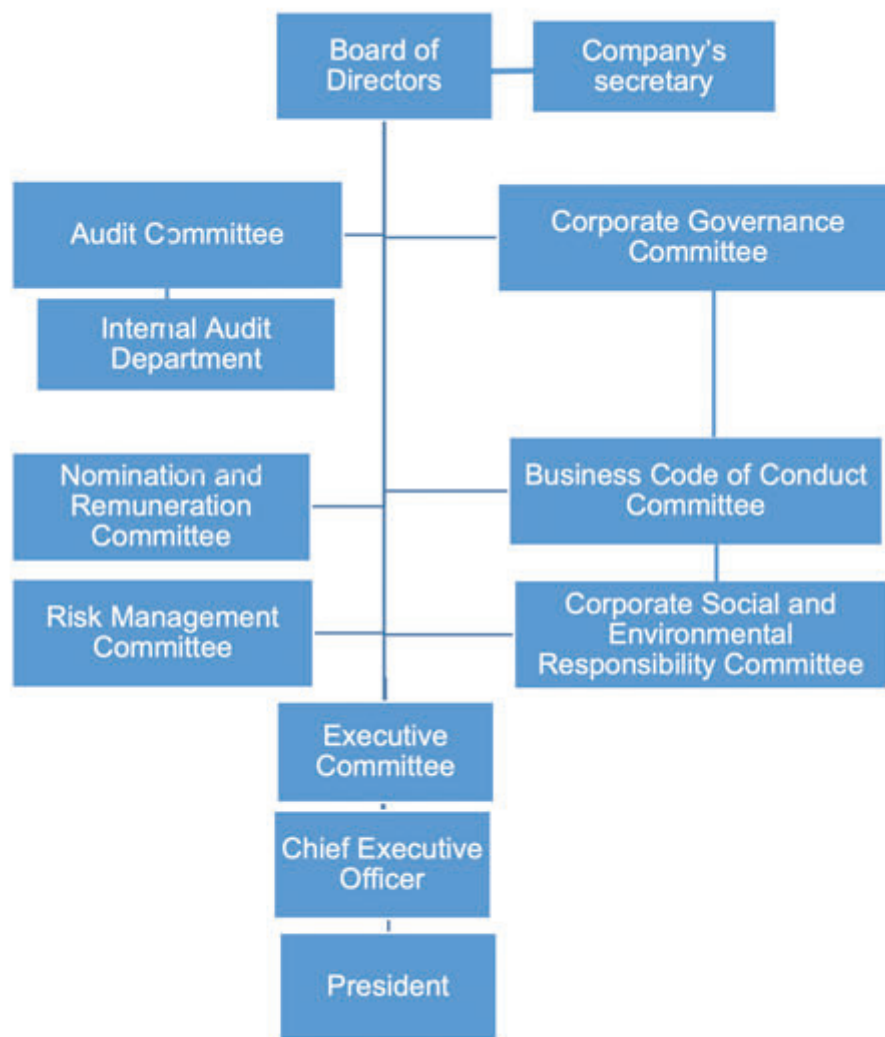 Board of
Directors
Company's
secretary
Audit Committee
Corporate Governance
Committee
Internal Audit
Department
Nomination and
Remuneration
Committee
Business Code of Conduct
Committee
Risk Management
Committee
Corporate Social and
Environmental
Responsibility Committee
Executive
Committee
Chief Executive
Officer
President